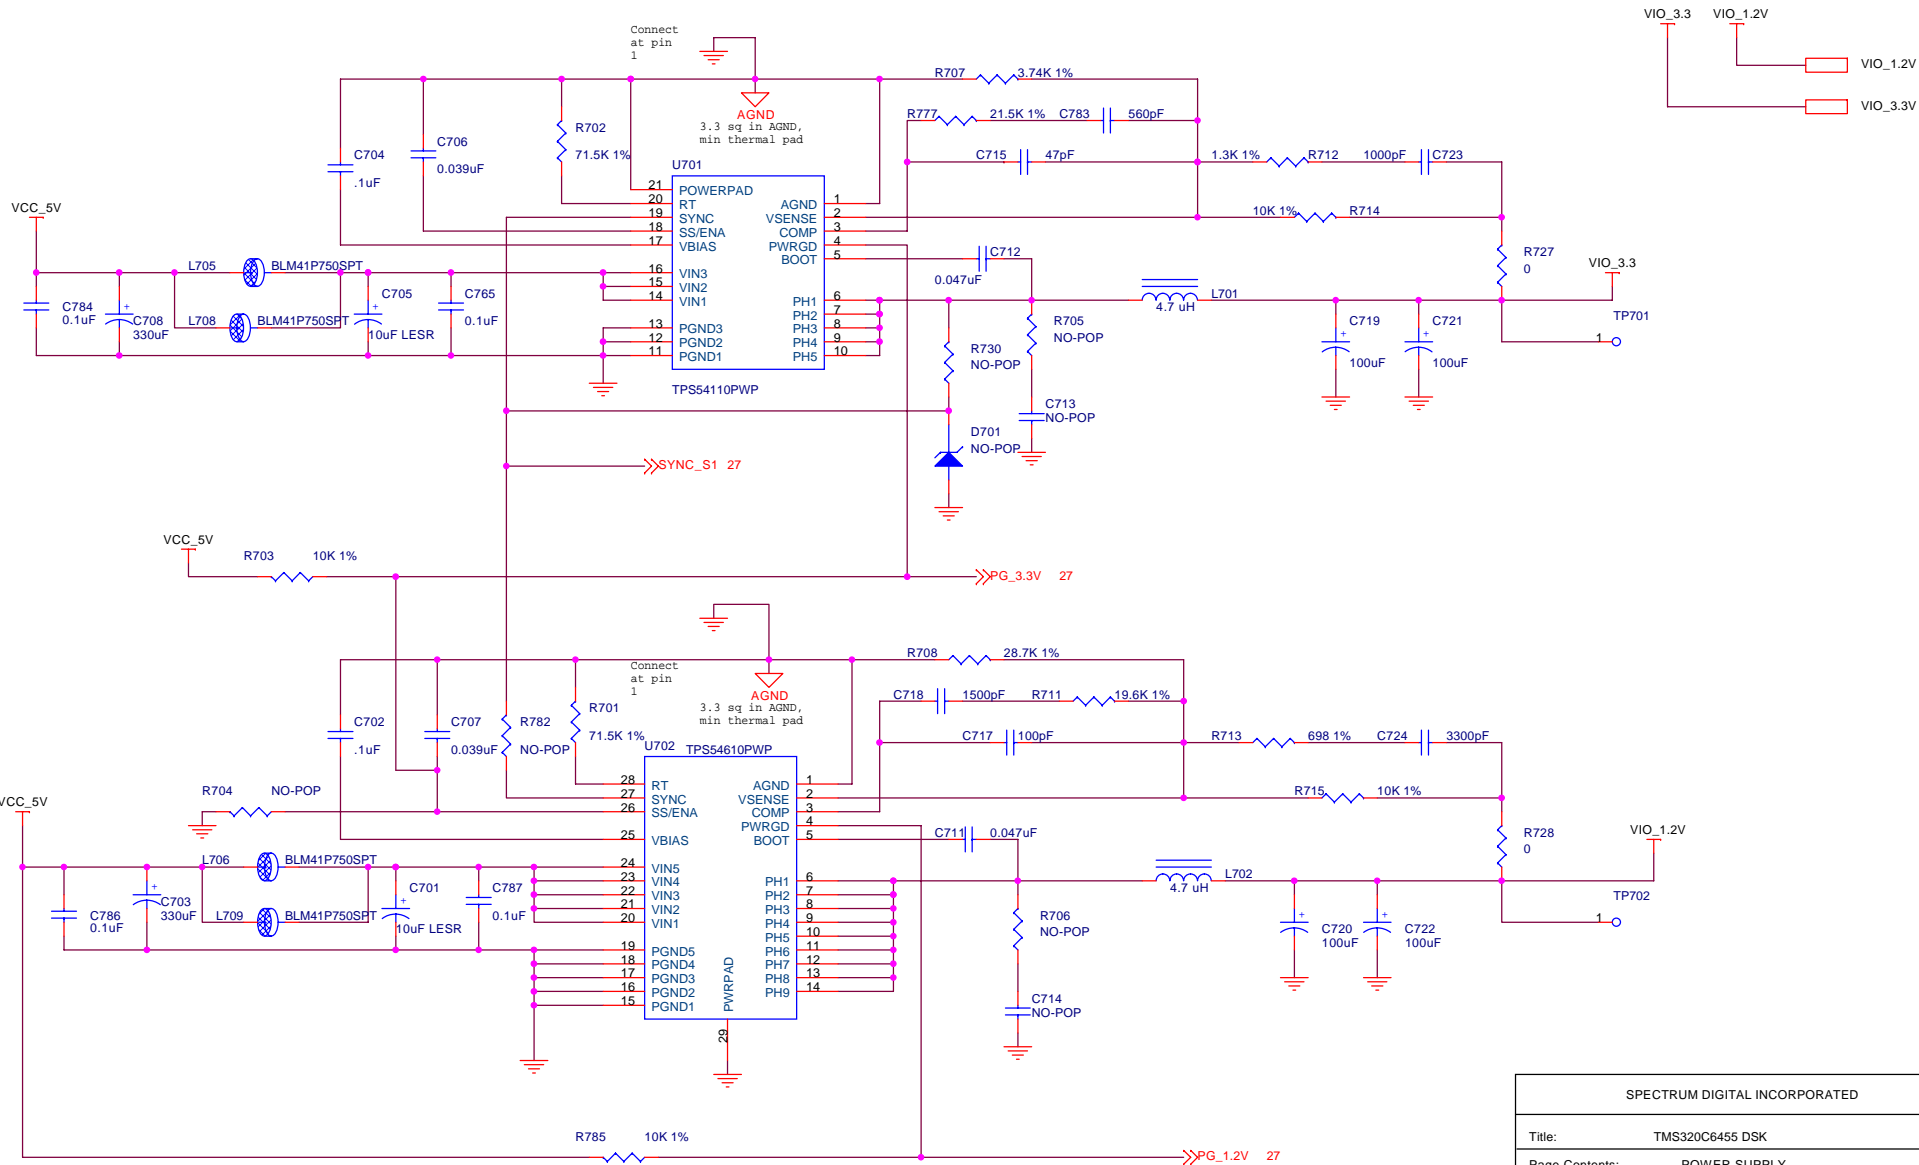 VIO_3.3 VIO_1.2V
VIO_1.2V
VIO_3.3V
Connect
at pin
1
AGND
3.3 sq in AGND,
min thermal pad
R707 3.74K 1%
R777 21.5K 1% C783 560pF
C715 47pF
1.3K 1% R712 1000pF C723
10K 1% R714
R727
0
VIO_3.3
TP701
1
C704
.1uF
C706
0.039uF
R702
71.5K 1%
U701
21 POWERPAD
20 RT
19 SYNC
18 SS/ENA
17 VBIAS
16 VIN3
15 VIN2
14 VIN1
13 PGND3
12 PGND2
11 PGND1
AGND 1
VSENSE 2
COMP 3
PWRGD 4
BOOT 5
PH1 6
PH2 7
PH3 8
PH4 9
PH5 10
TPS54110PWP
VCC_5V
L705 BLM41P750SPT
L708 BLM41P750SPT
C784
0.1uF
C708
330uF
C705
10uF LESR
C765
0.1uF
C712
0.047uF
R705
NO-POP
R730
NO-POP
C713
NO-POP
D701
NO-POP
4.7 uH
L701
C719
100uF
C721
100uF
SYNC_S1 27
VCC_5V
R703 10K 1%
PG_3.3V 27
Connect
at pin
1
AGND
3.3 sq in AGND,
min thermal pad
R708 28.7K 1%
C718 1500pF R711 19.6K 1%
C717 100pF
R713 698 1% C724 3300pF
R715 10K 1%
R728
0
VIO_1.2V
TP702
1
C702
.1uF
C707
0.039uF
R782
NO-POP
R701
71.5K 1%
U702 TPS54610PWP
28 RT
27 SYNC
26 SS/ENA
25 VBIAS
24 VIN5
23 VIN4
22 VIN3
21 VIN2
20 VIN1
19 PGND5
18 PGND4
17 PGND3
16 PGND2
15 PGND1
PWRPAD
29
AGND 1
VSENSE 2
COMP 3
PWRGD 4
BOOT 5
PH1 6
PH2 7
PH3 8
PH4 9
PH5 10
PH6 11
PH7 12
PH8 13
PH9 14
R704 NO-POP
VCC_5V
L706 BLM41P750SPT
L709 BLM41P750SPT
C786
0.1uF
C703
330uF
C701
10uF LESR
C787
0.1uF
C711 0.047uF
R706
NO-POP
C714
NO-POP
4.7 uH
L702
C720
100uF
C722
100uF
R785 10K 1%
PG_1.2V 27
SPECTRUM DIGITAL INCORPORATED
Title: TMS320C6455 DSK
Page Contents: POWER SUPPLY